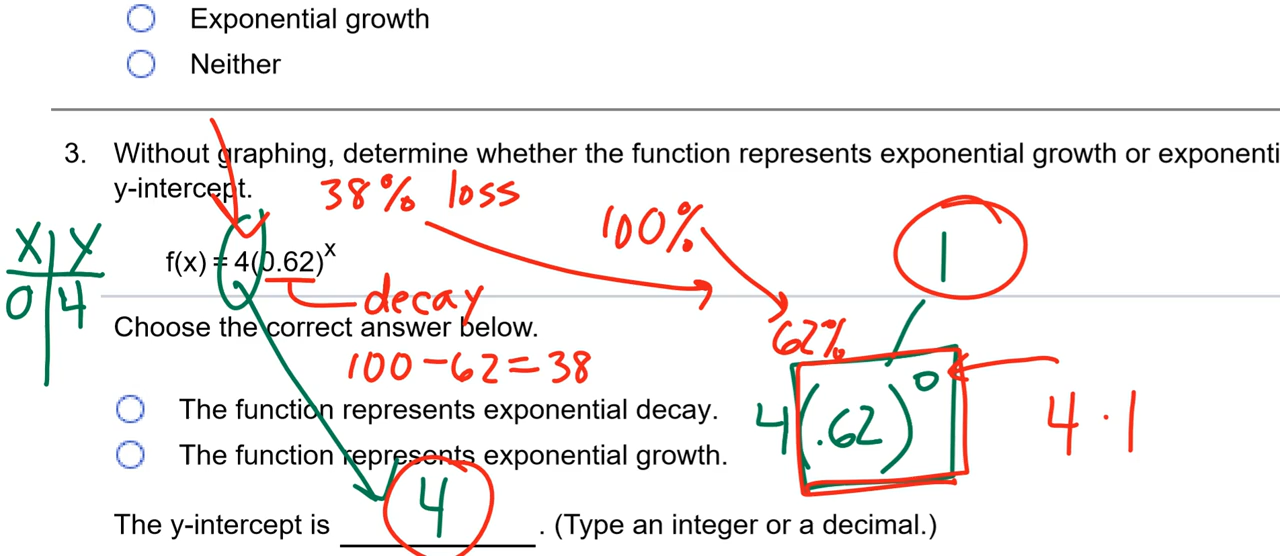 Exponential growth
Neither
3. Without graphing, determine whether the function represents exponential growth or exponenti
y-intercept.
38% loss
100%
1
X Y
f(x) = 4(0.62)^x
0 4
decay
Choose the correct answer below.
62%
100-62=38
The function represents exponential decay.
4(.62)^0
4 · 1
The function represents exponential growth.
The y-intercept is 4 . (Type an integer or a decimal.)